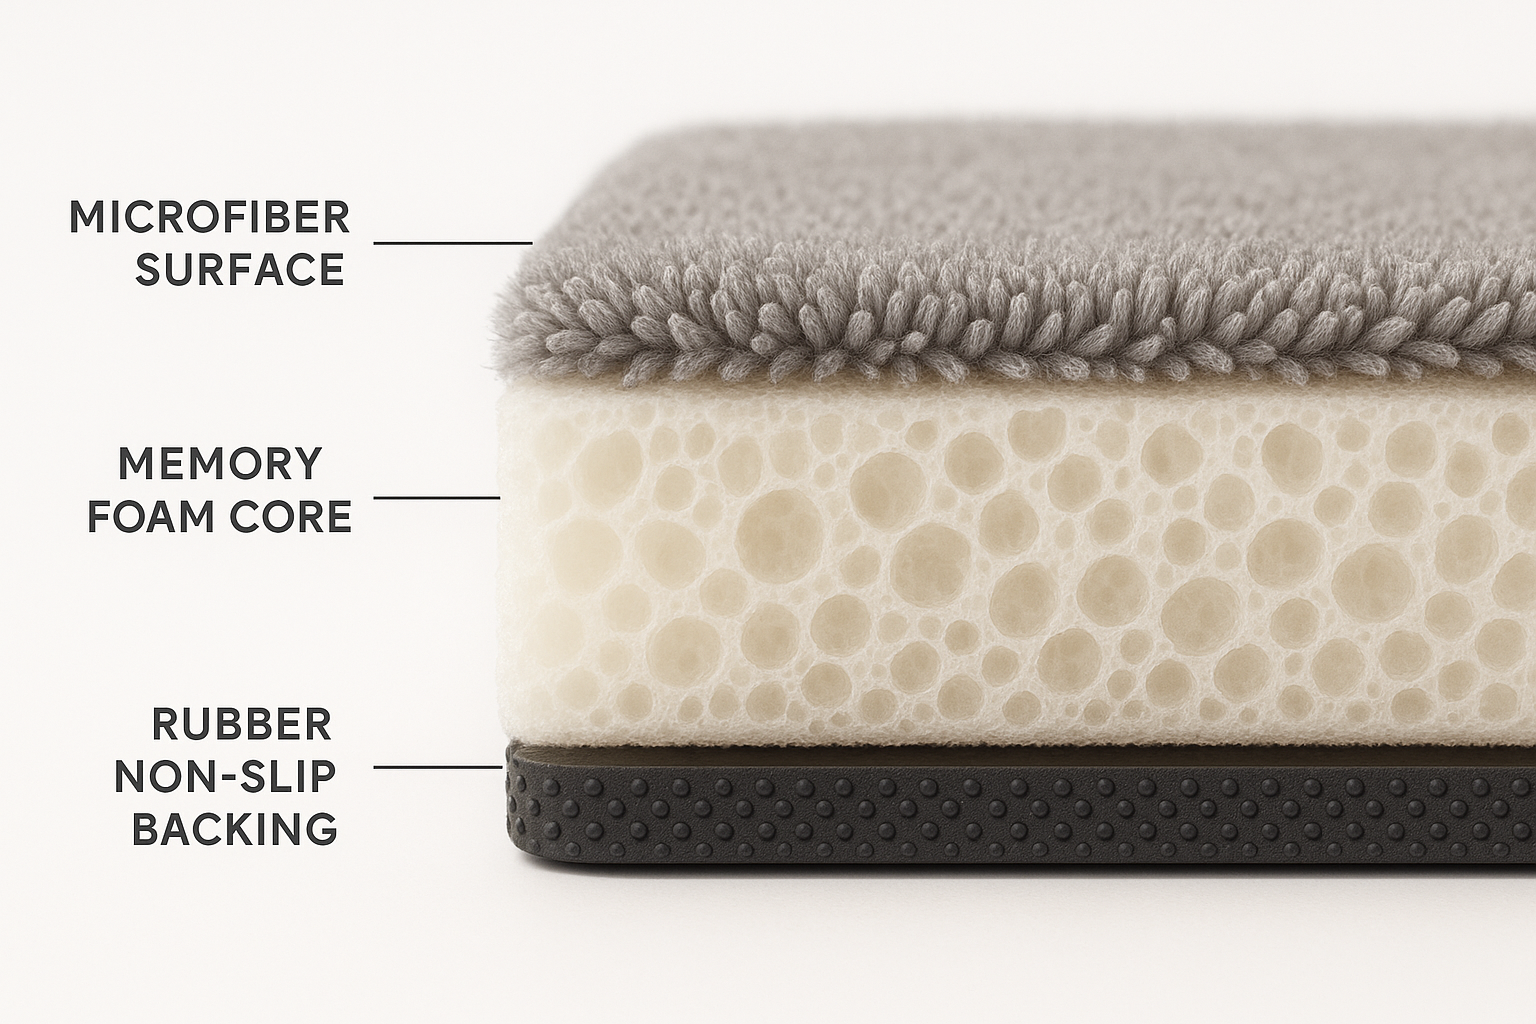 MICROFIBER
SURFACE
MEMORY
FOAM CORE
RUBBER
NON-SLIP
BACKING